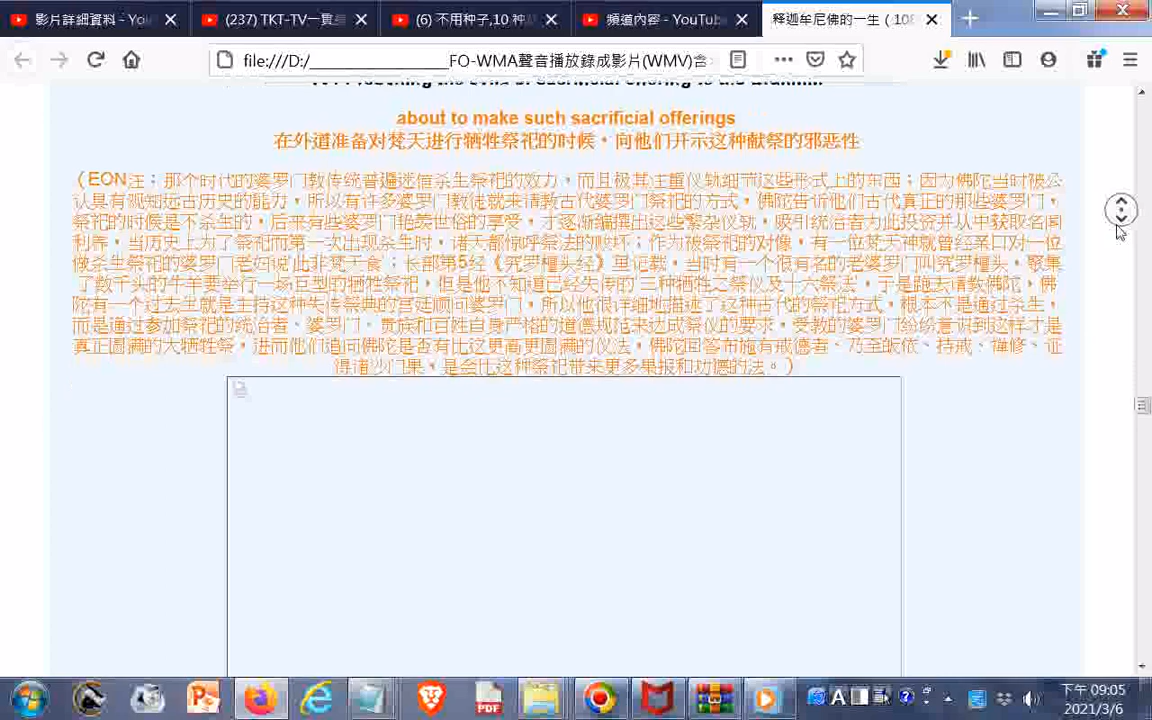 影片詳細資料 - You
(237) TKT-TV一貫
(6) 不用种子,10 种
頻道內容 - YouTub
释迦牟尼佛的一生 ( 108
file:///D:/__________________FO-WMA聲音播放錄成影片(WMV)含
about to make such sacrificial offerings
在外道准备对梵天进行牺牲祭祀的时候，向他们开示这种献祭的邪恶性
（EON注：那个时代的婆罗门教传统普遍迷信杀生祭祀的效力，而且极其注重仪轨细节这些形式上的东西；因为佛陀当时被公
认具有观知远古历史的能力，所以有许多婆罗门教徒就来请教古代婆罗门祭祀的方式，佛陀告诉他们古代真正的那些婆罗门，
祭祀的时候是不杀生的，后来有些婆罗门艳羡世俗的享受，才逐渐编撰出这些繁杂仪轨，吸引统治者为此投资并从中获取名闻
利养，当历史上为了祭祀而第一次出现杀生时，诸天都惊呼祭法的败坏；作为被祭祀的对像，有一位梵天神就曾经亲口对一位
做杀生祭祀的婆罗门老妇说'此非梵天食'；长部第5经《究罗檀头经》里记载，当时有一个很有名的老婆罗门叫究罗檀头，聚集
了数千头的牛羊要举行一场巨型的牺牲祭祀，但是他不知道已经失传的'三种牺牲之祭仪及十六祭法'，于是跑去请教佛陀，佛
陀有一个过去生就是主持这种失传祭典的宫廷顾问婆罗门，所以他很详细地描述了这种古代的祭祀方式，根本不是通过杀生，
而是通过参加祭祀的统治者、婆罗门、贵族和百姓自身严格的道德规范来达成祭仪的要求，受教的婆罗门纷纷意识到这样才是
真正圆满的大牺牲祭，进而他们追问佛陀是否有比这更高更圆满的仪法，佛陀回答布施有戒德者、乃至皈依、持戒、禅修、证
得诸沙门果，是会比这种祭祀带来更多果报和功德的法。）
下午 09:05
2021/3/6